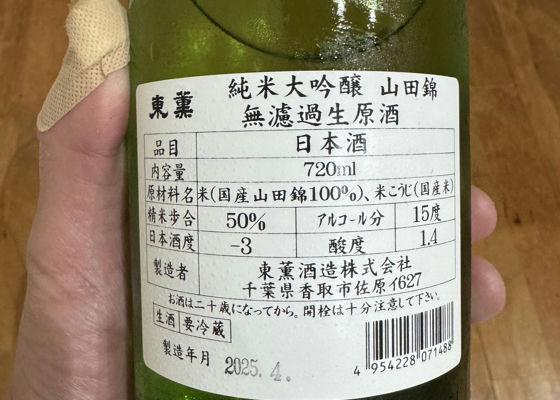 東薫
純米大吟醸 山田錦
無濾過生原酒
品目 日本酒
内容量 720ml
原材料名 米(国産山田錦100%)、米こうじ(国産米)
精米歩合 50% アルコール分 15度
日本酒度 -3 酸度 1.4
製造者 東薫酒造株式会社
千葉県香取市佐原イ627
お酒は二十歳になってから。開栓は十分注意して下さい。
生酒 要冷蔵
製造年月 2025.4.
4 954228 071488